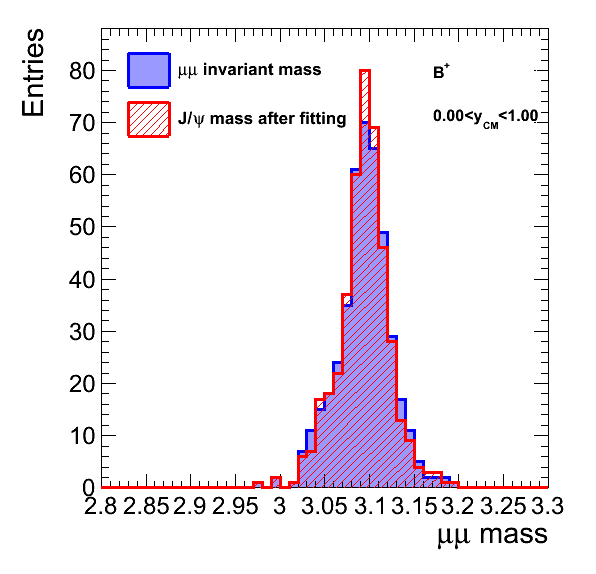 Entries
μμ invariant mass
J/ψ mass after fitting
B+
0.00<yCM<1.00
80
70
60
50
40
30
20
10
0
2.8 2.85 2.9 2.95 3 3.05 3.1 3.15 3.2 3.25 3.3
μμ mass